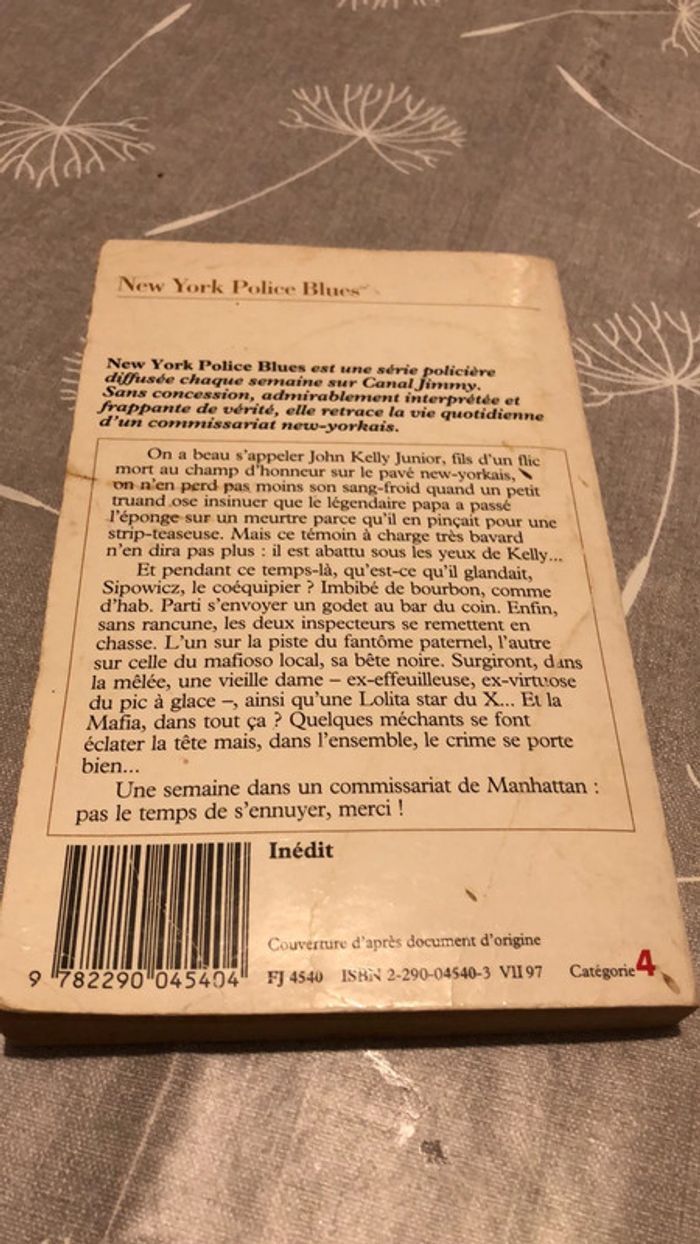 New York Police Blues
New York Police Blues est une série policière
diffusée chaque semaine sur Canal Jimmy.
Sans concession, admirablement interprétée et
frappante de vérité, elle retrace la vie quotidienne
d'un commissariat new-yorkais.
On a beau s'appeler John Kelly Junior, fils d'un flic
mort au champ d'honneur sur le pavé new-yorkais,
on n'en perd pas moins son sang-froid quand un petit
truand ose insinuer que le légendaire papa a passé
l'éponge sur un meurtre parce qu'il en pinçait pour une
strip-teaseuse. Mais ce témoin à charge très bavard
n'en dira pas plus : il est abattu sous les yeux de Kelly...
Et pendant ce temps-là, qu'est-ce qu'il glandait,
Sipowicz, le coéquipier ? Imbibé de bourbon, comme
d'hab. Parti s'envoyer un godet au bar du coin. Enfin,
sans rancune, les deux inspecteurs se remettent en
chasse. L'un sur la piste du fantôme paternel, l'autre
sur celle du mafioso local, sa bête noire. Surgiront, dans
la mêlée, une vieille dame – ex-effeuilleuse, ex-virtuose
du pic à glace –, ainsi qu'une Lolita star du X... Et la
Mafia, dans tout ça ? Quelques méchants se font
éclater la tête mais, dans l'ensemble, le crime se porte
bien...
Une semaine dans un commissariat de Manhattan :
pas le temps de s'ennuyer, merci !
Inédit
Couverture d'après document d'origine
9 782290 045404
FJ 4540 ISBN 2-290-04540-3 VII 97 Catégorie 4